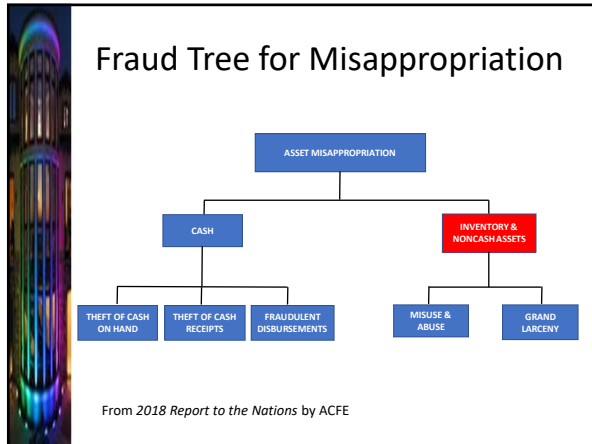 Fraud Tree for Misappropriation
ASSET MISAPPROPRIATION
CASH
INVENTORY &
NONCASH ASSETS
THEFT OF CASH
ON HAND
THEFT OF CASH
RECEIPTS
FRAUDULENT
DISBURSEMENTS
MISUSE &
ABUSE
GRAND
LARCENY
From 2018 Report to the Nations by ACFE